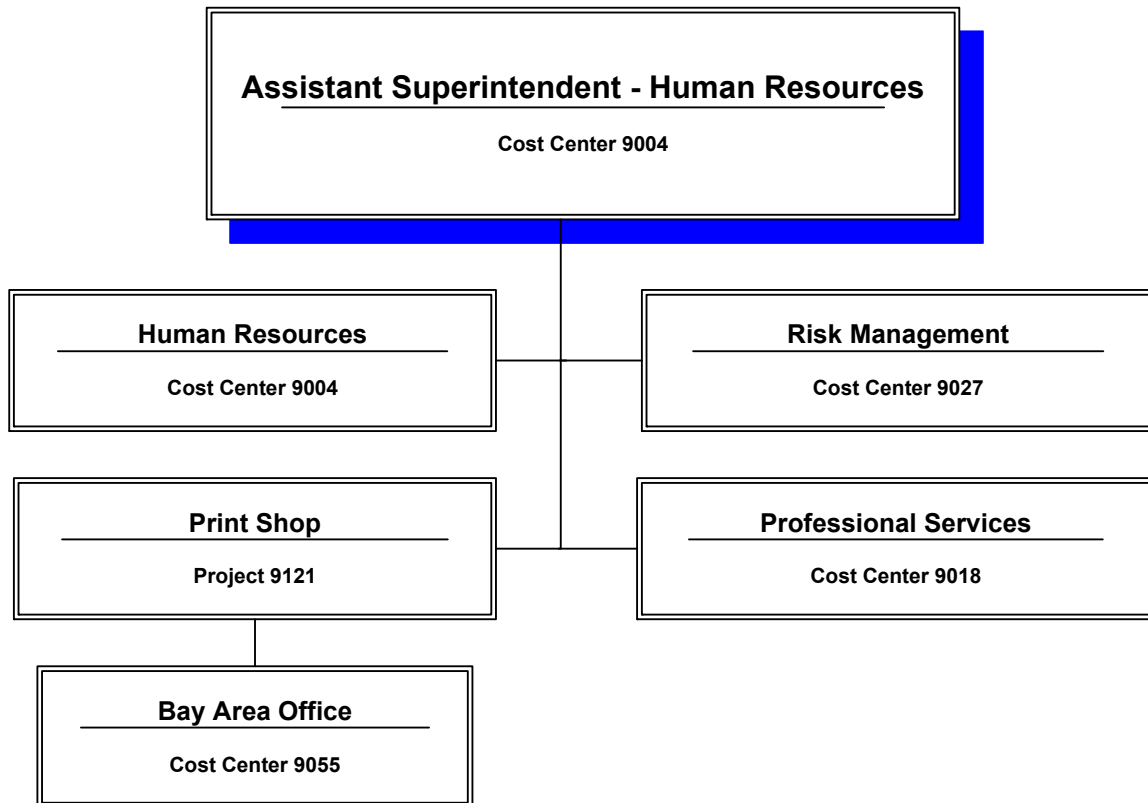 Assistant Superintendent - Human Resources
Cost Center 9004
Human Resources
Cost Center 9004
Risk Management
Cost Center 9027
Print Shop
Project 9121
Professional Services
Cost Center 9018
Bay Area Office
Cost Center 9055